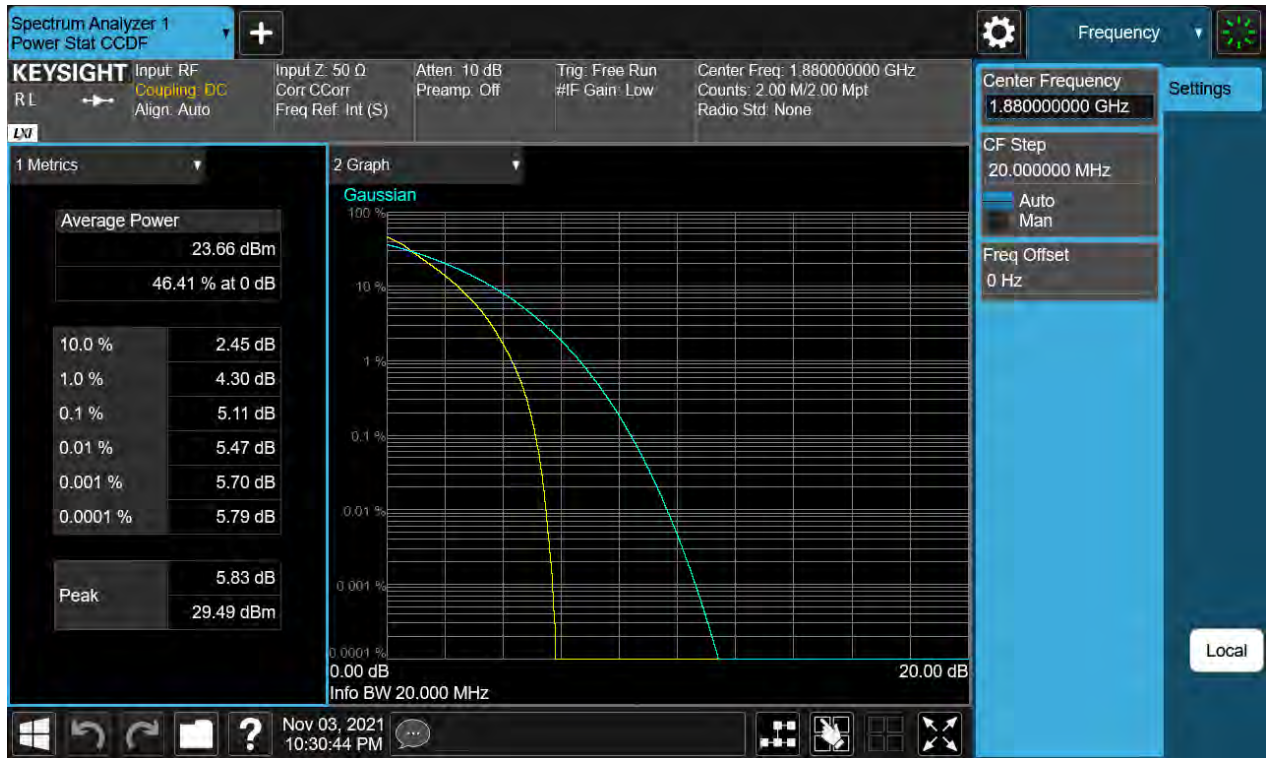 Spectrum Analyzer 1
Power Stat CCDF
+
Frequency
KEYSIGHT
RL
LXI
Input: RF
Coupling: DC
Align: Auto
Input Z: 50 Ω
Corr CCorr
Freq Ref: Int (S)
Atten: 10 dB
Preamp: Off
Trig: Free Run
#IF Gain: Low
Center Freq: 1.880000000 GHz
Counts: 2.00 M/2.00 Mpt
Radio Std: None
Center Frequency
1.880000000 GHz
Settings
CF Step
20.000000 MHz
Auto
Man
Freq Offset
0 Hz
Local
1 Metrics
Average Power
23.66 dBm
46.41 % at 0 dB
10.0 % 2.45 dB
1.0 % 4.30 dB
0.1 % 5.11 dB
0.01 % 5.47 dB
0.001 % 5.70 dB
0.0001 % 5.79 dB
Peak
5.83 dB
29.49 dBm
2 Graph
Gaussian
100 %
10 %
1 %
0.1 %
0.01 %
0.001 %
0.0001 %
0.00 dB
20.00 dB
Info BW 20.000 MHz
?
Nov 03, 2021
10:30:44 PM